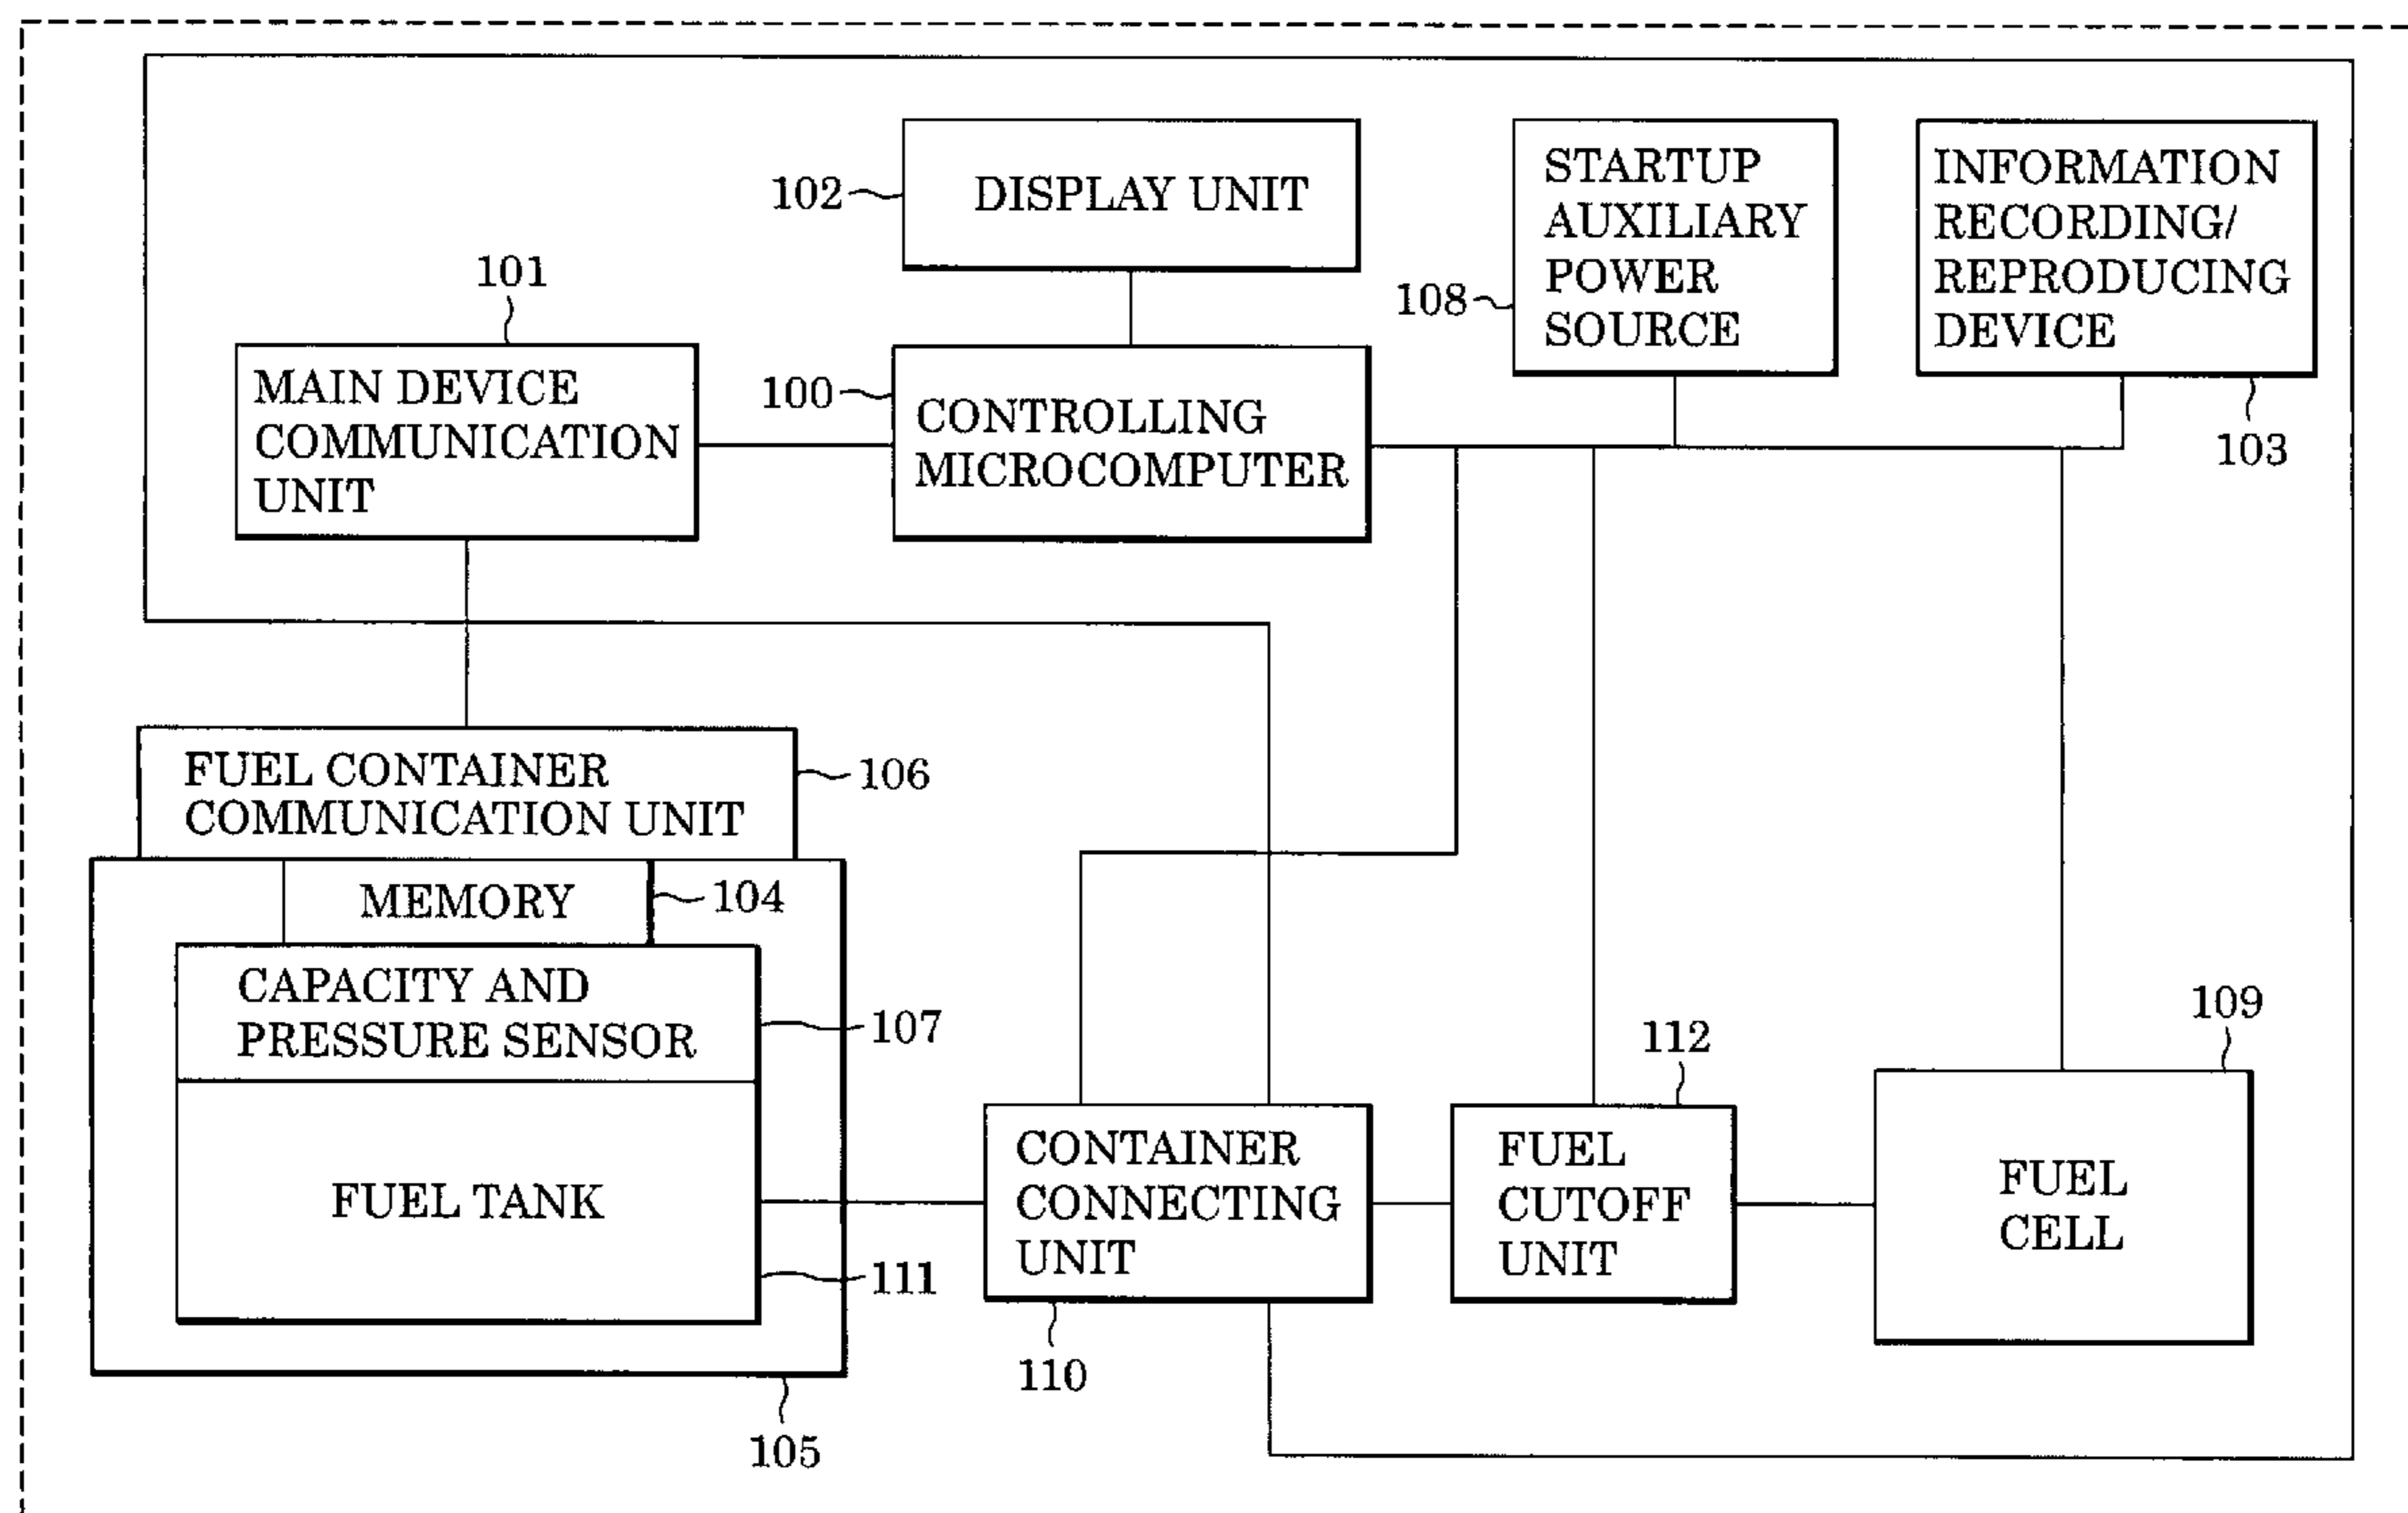 102
DISPLAY UNIT
STARTUP
AUXILIARY
POWER
SOURCE
108
INFORMATION
RECORDING/
REPRODUCING
DEVICE
103
101
MAIN DEVICE
COMMUNICATION
UNIT
100
CONTROLLING
MICROCOMPUTER
FUEL CONTAINER
COMMUNICATION UNIT
106
MEMORY
104
CAPACITY AND
PRESSURE SENSOR
107
FUEL TANK
111
105
CONTAINER
CONNECTING
UNIT
110
112
FUEL
CUTOFF
UNIT
109
FUEL
CELL